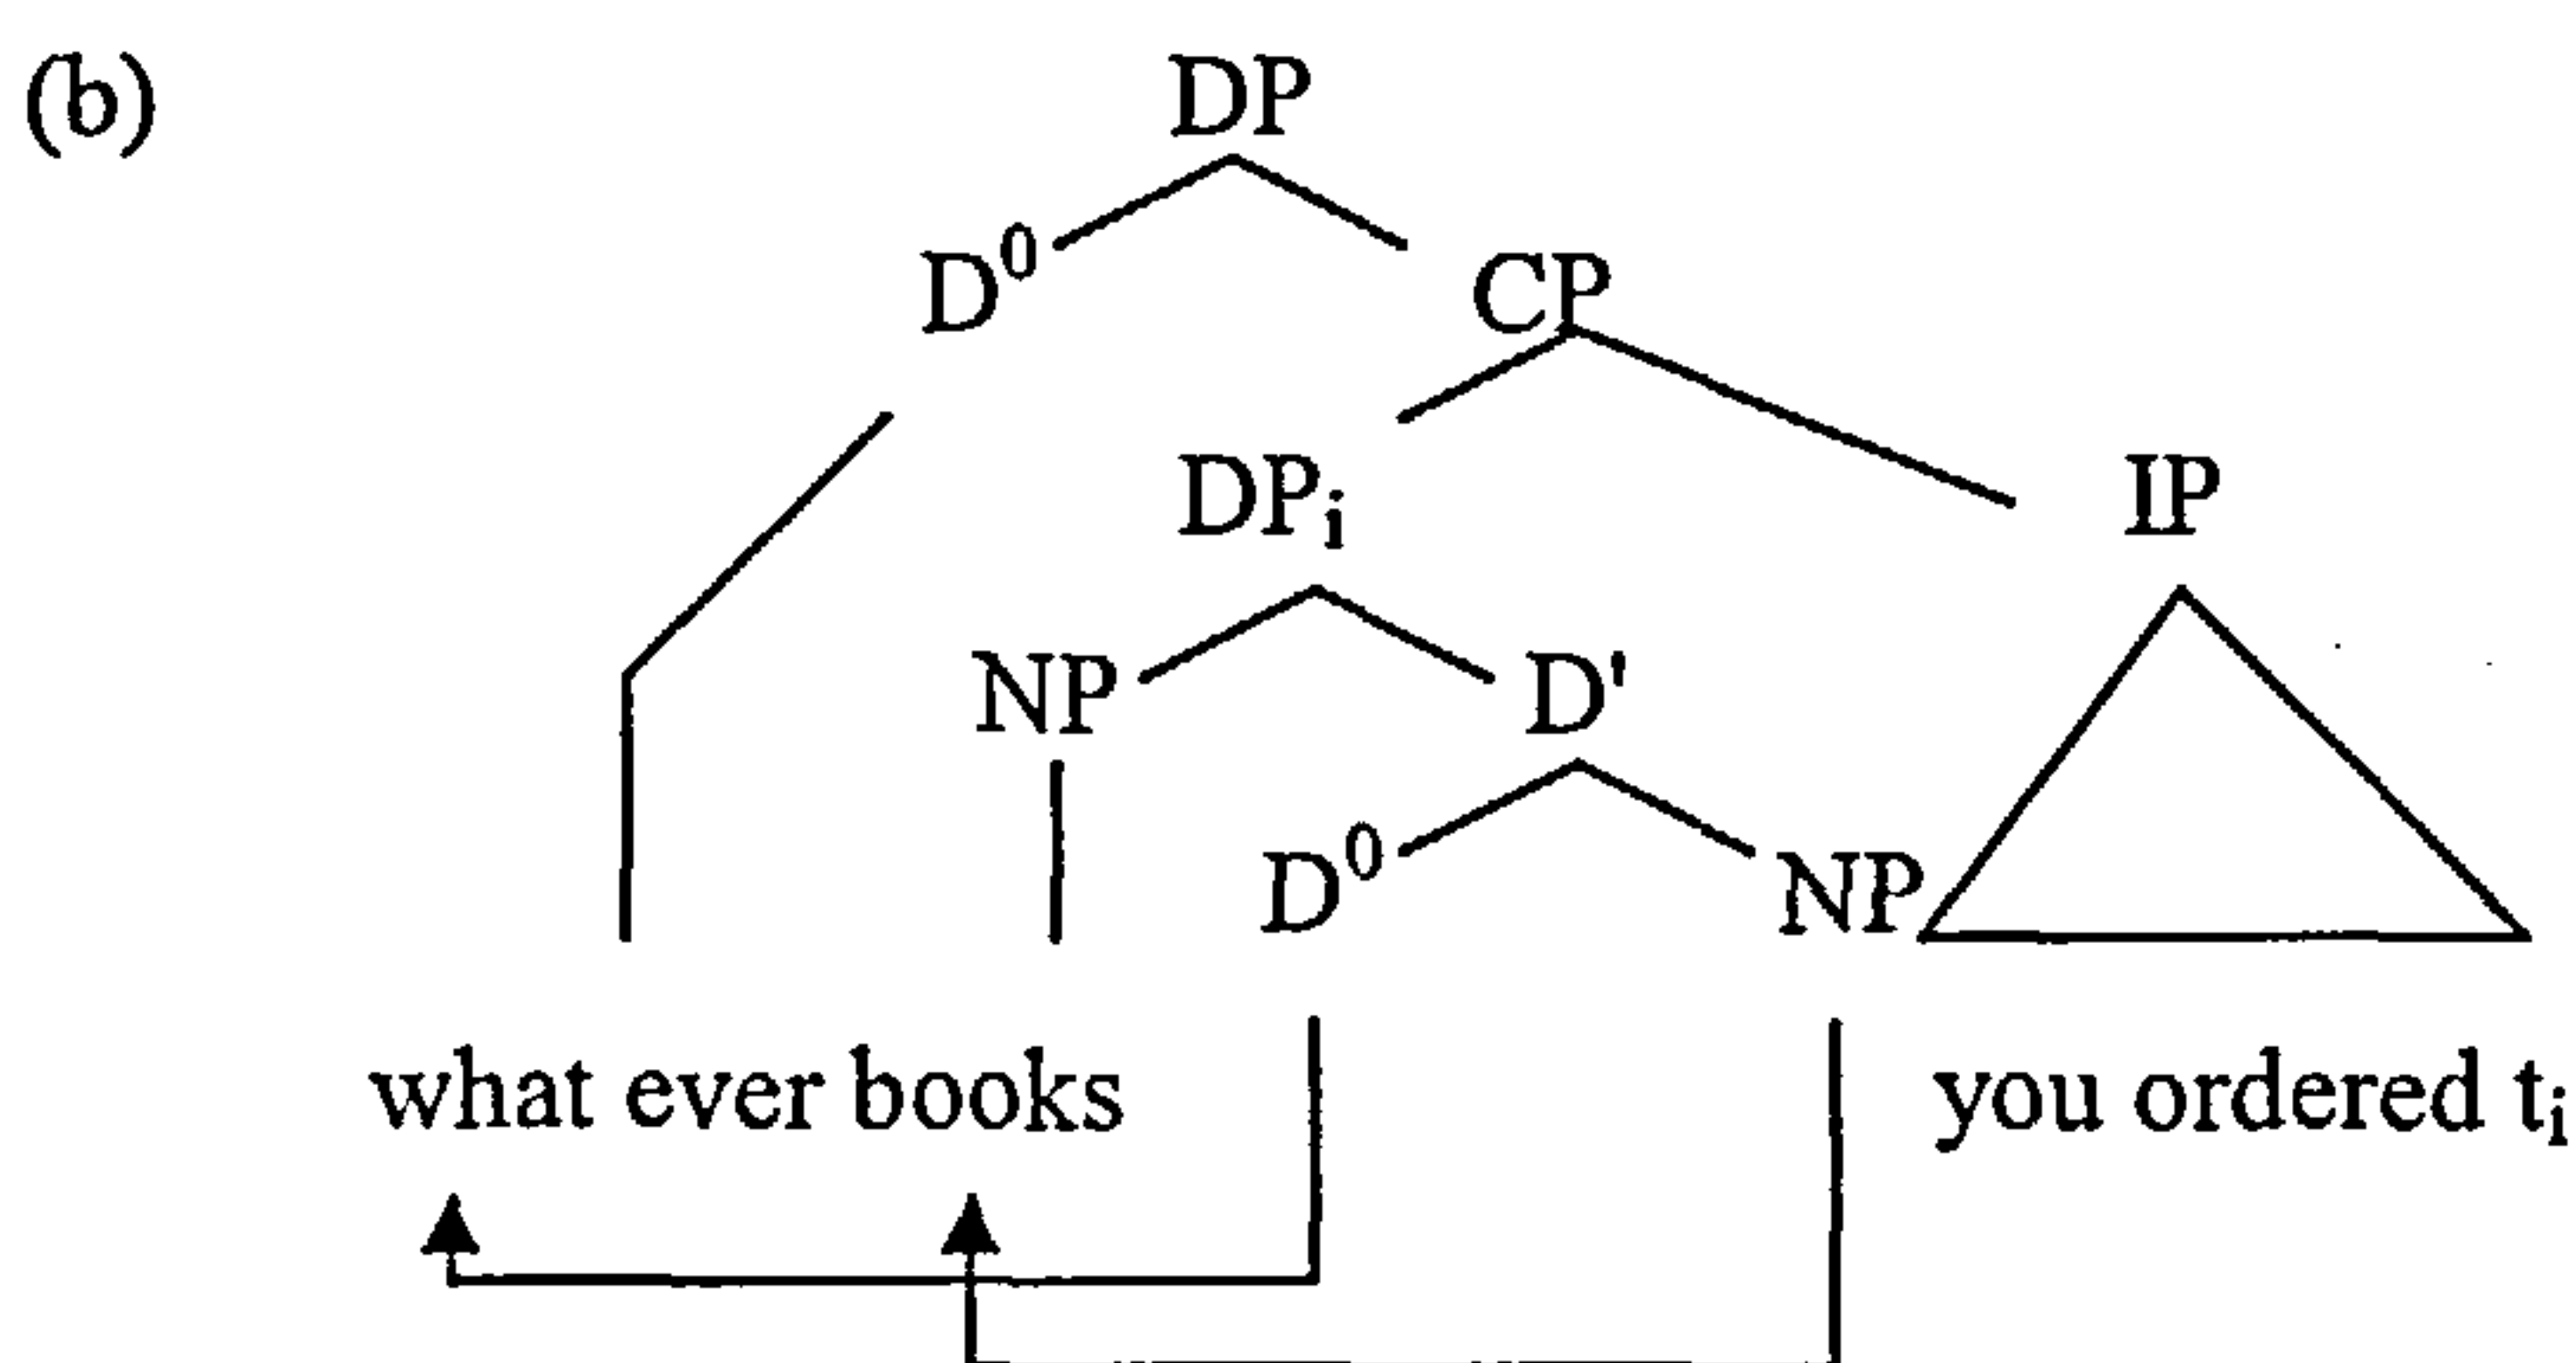 (b) DP
D⁰ CP
DPᵢ IP
NP D'
D⁰ NP
what ever books you ordered tᵢ